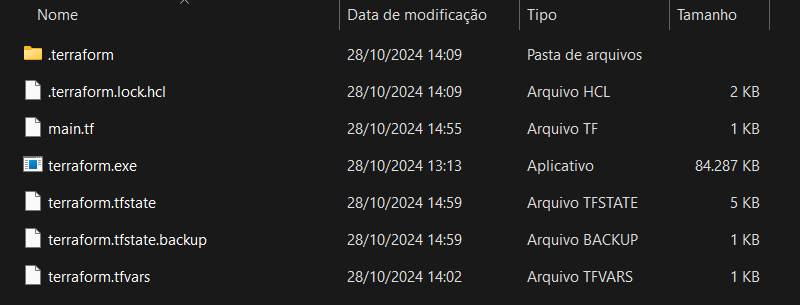 Nome Data de modificação Tipo Tamanho
.terraform 28/10/2024 14:09 Pasta de arquivos
.terraform.lock.hcl 28/10/2024 14:09 Arquivo HCL 2 KB
main.tf 28/10/2024 14:55 Arquivo TF 1 KB
terraform.exe 28/10/2024 13:13 Aplicativo 84.287 KB
terraform.tfstate 28/10/2024 14:59 Arquivo TFSTATE 5 KB
terraform.tfstate.backup 28/10/2024 14:59 Arquivo BACKUP 1 KB
terraform.tfvars 28/10/2024 14:02 Arquivo TFVARS 1 KB